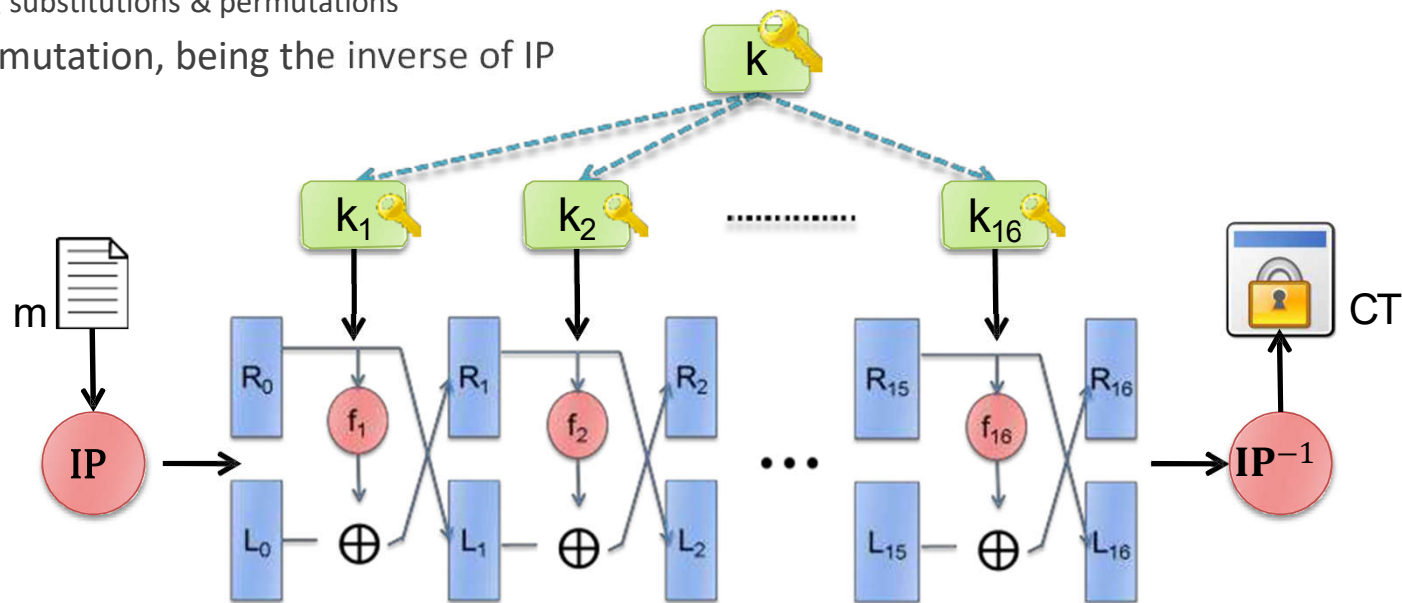 substitutions & permutations
mutation, being the inverse of IP
k
k₁ k₂ k₁₆
m
CT
R₀ R₁ R₂ R₁₅ R₁₆
f₁ f₂ f₁₆
IP IP⁻¹
L₀ L₁ L₂ L₁₅ L₁₆